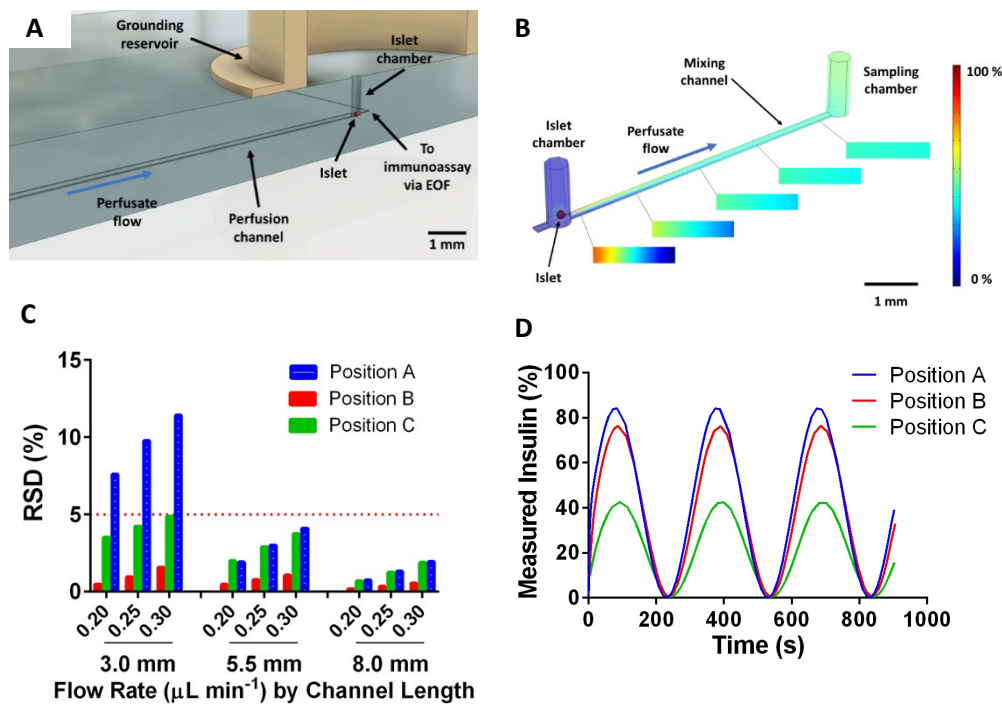 A
Grounding
reservoir
Islet
chamber
Islet
To
immunoassay
via EOF
Perfusate
flow
Perfusion
channel
1 mm
B
Mixing
channel
Sampling
chamber
100 %
Islet
chamber
Perfusate
flow
Islet
0 %
1 mm
C
15
10
5
0
RSD (%)
Position A
Position B
Position C
0.20 0.25 0.30 0.20 0.25 0.30 0.20 0.25 0.30
3.0 mm 5.5 mm 8.0 mm
Flow Rate (μL min⁻¹) by Channel Length
D
100
80
60
40
20
0
Measured Insulin (%)
Position A
Position B
Position C
0 200 400 600 800 1000
Time (s)